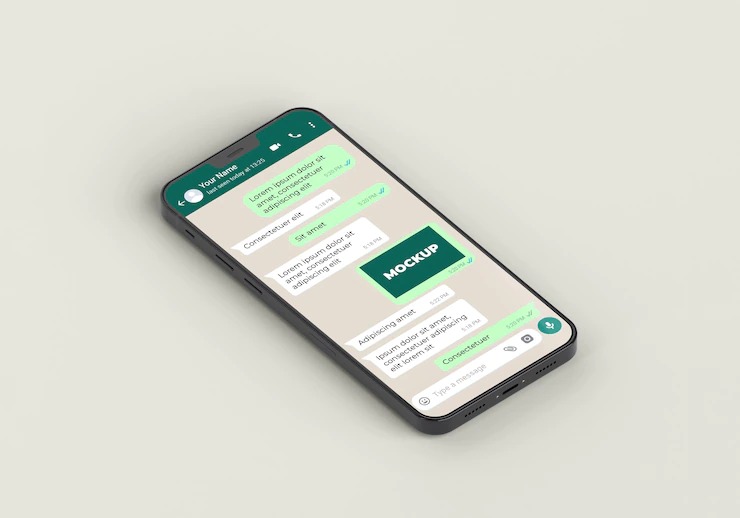 Your Name
last seen today at 13:25
Lorem ipsum dolor sit
amet, consectetuer
adipiscing elit
5:20 PM
Consectetuer elit
5:18 PM
Sit amet
5:20 PM
Lorem ipsum dolor sit
amet, consectetuer
adipiscing elit
5:18 PM
MOCKUP
5:20 PM
Adipiscing amet
5:22 PM
Ipsum dolor sit amet,
consectetuer adipiscing
elit lorem sit
5:18 PM
Consectetuer
5:20 PM
Type a message